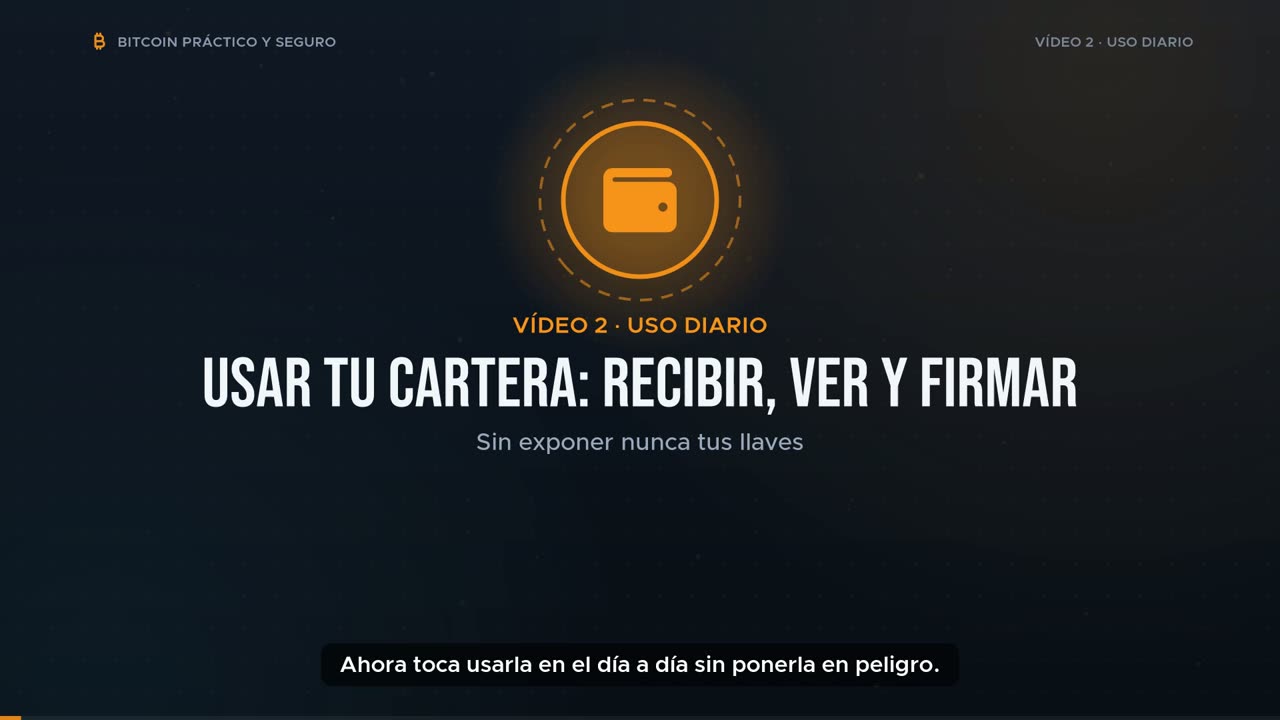 BITCOIN PRÁCTICO Y SEGURO
VÍDEO 2 · USO DIARIO
VÍDEO 2 · USO DIARIO
USAR TU CARTERA: RECIBIR, VER Y FIRMAR
Sin exponer nunca tus llaves
Ahora toca usarla en el día a día sin ponerla en peligro.